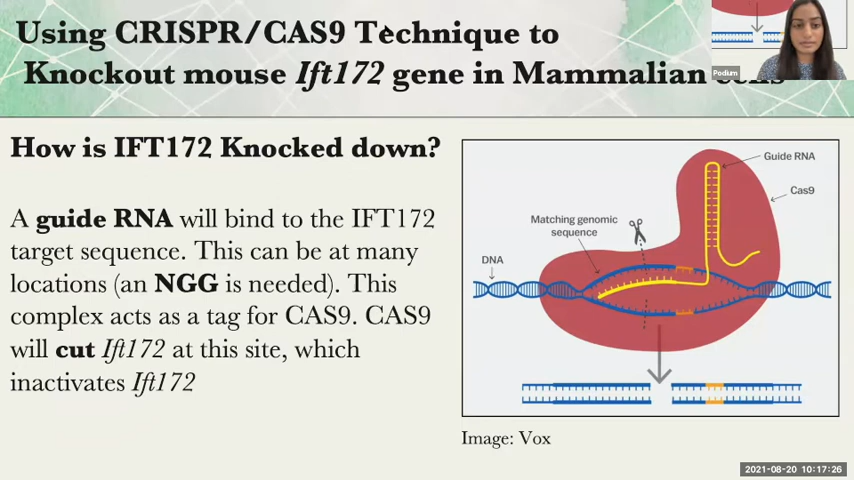 Using CRISPR/CAS9 Technique to
Knockout mouse Ift172 gene in Mammalian cells
Podium
How is IFT172 Knocked down?
A guide RNA will bind to the IFT172
target sequence. This can be at many
locations (an NGG is needed). This
complex acts as a tag for CAS9. CAS9
will cut Ift172 at this site, which
inactivates Ift172
Guide RNA
Cas9
Matching genomic
sequence
DNA
Image: Vox
2021-08-20 10:17:26